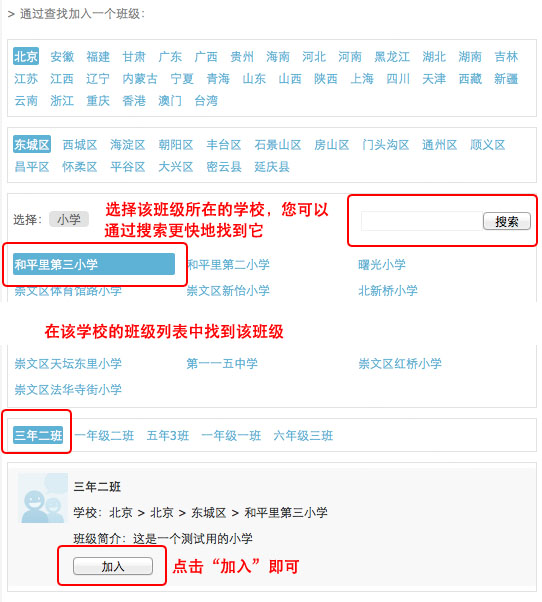 > 通过查找加入一个班级：
北京 安徽 福建 甘肃 广东 广西 贵州 海南 河北 河南 黑龙江 湖北 湖南 吉林
江苏 江西 辽宁 内蒙古 宁夏 青海 山东 山西 陕西 上海 四川 天津 西藏 新疆
云南 浙江 重庆 香港 澳门 台湾
东城区 西城区 海淀区 朝阳区 丰台区 石景山区 房山区 门头沟区 通州区 顺义区
昌平区 怀柔区 平谷区 大兴区 密云县 延庆县
选择： 小学
选择该班级所在的学校，您可以
通过搜索更快地找到它
搜索
和平里第三小学 和平里第二小学 曙光小学
崇文区体育馆路小学 崇文区新怡小学 北新桥小学
在该学校的班级列表中找到该班级
崇文区天坛东里小学 第一一五中学 崇文区红桥小学
崇文区法华寺街小学
三年二班 一年级二班 五年3班 一年级一班 六年级三班
三年二班
学校：北京 > 北京 > 东城区 > 和平里第三小学
班级简介：这是一个测试用的小学
加入 点击“加入”即可